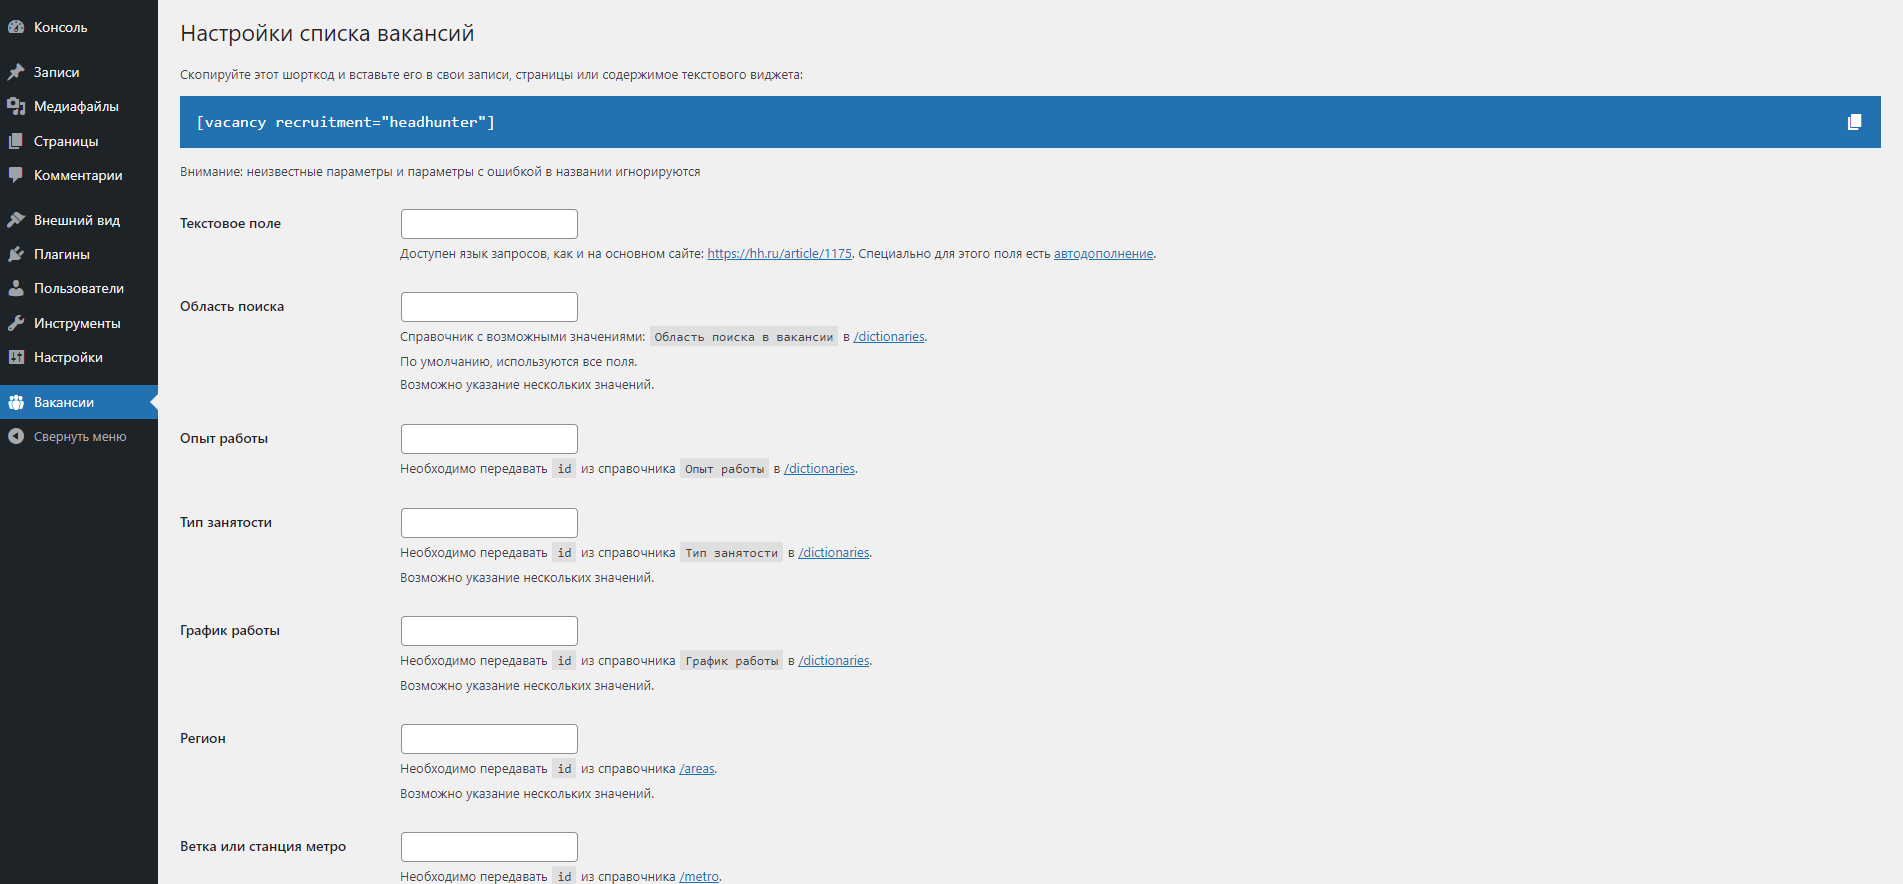 Консоль
Записи
Медиафайлы
Страницы
Комментарии
Внешний вид
Плагины
Пользователи
Инструменты
Настройки
Вакансии
Свернуть меню
Настройки списка вакансий
Скопируйте этот шорткод и вставьте его в свои записи, страницы или содержимое текстового виджета:
[vacancy recruitment="headhunter"]
Внимание: неизвестные параметры и параметры с ошибкой в названии игнорируются
Текстовое поле
Доступен язык запросов, как и на основном сайте: https://hh.ru/article/1175. Специально для этого поля есть автодополнение.
Область поиска
Справочник с возможными значениями: Область поиска в вакансии в /dictionaries.
По умолчанию, используются все поля.
Возможно указание нескольких значений.
Опыт работы
Необходимо передавать id из справочника Опыт работы в /dictionaries.
Тип занятости
Необходимо передавать id из справочника Тип занятости в /dictionaries.
Возможно указание нескольких значений.
График работы
Необходимо передавать id из справочника График работы в /dictionaries.
Возможно указание нескольких значений.
Регион
Необходимо передавать id из справочника /areas.
Возможно указание нескольких значений.
Ветка или станция метро
Необходимо передавать id из справочника /metro.